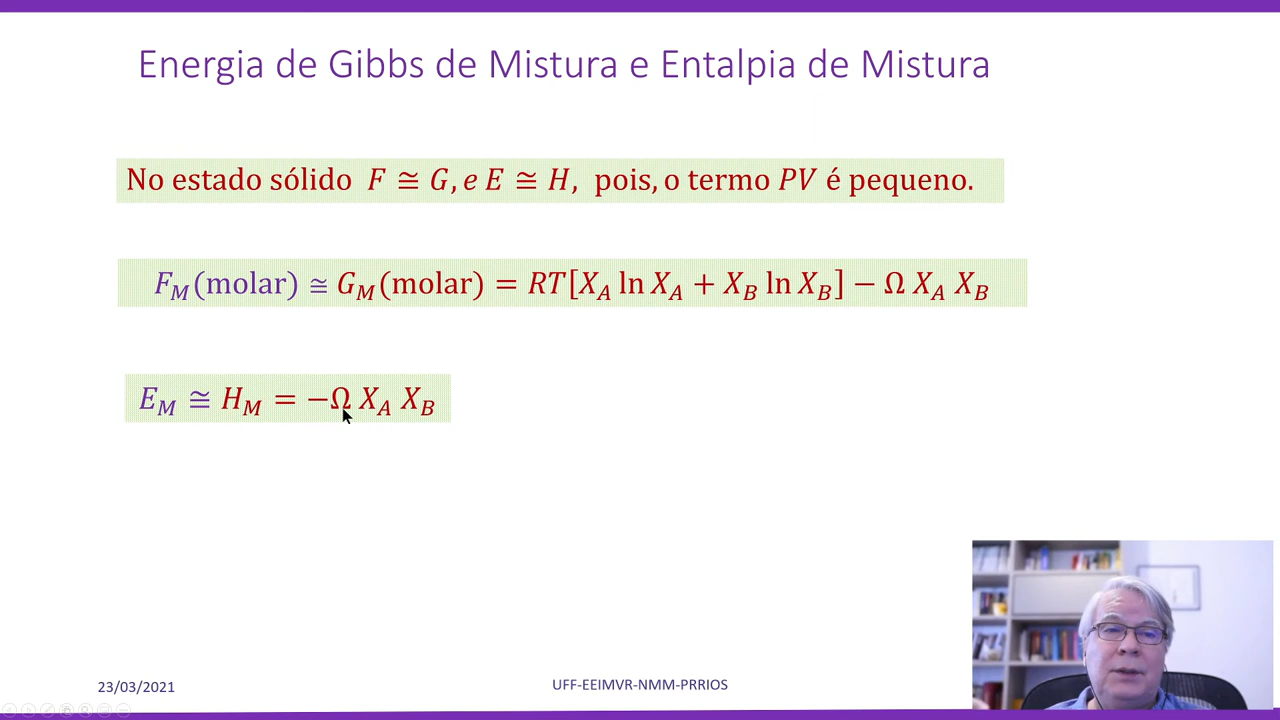 Energia de Gibbs de Mistura e Entalpia de Mistura
No estado sólido F ≅ G, e E ≅ H, pois, o termo PV é pequeno.
F_M(molar) ≅ G_M(molar) = RT[X_A ln X_A + X_B ln X_B] − Ω X_A X_B
E_M ≅ H_M = −Ω X_A X_B
23/03/2021
UFF-EEIMVR-NMM-PRRIOS